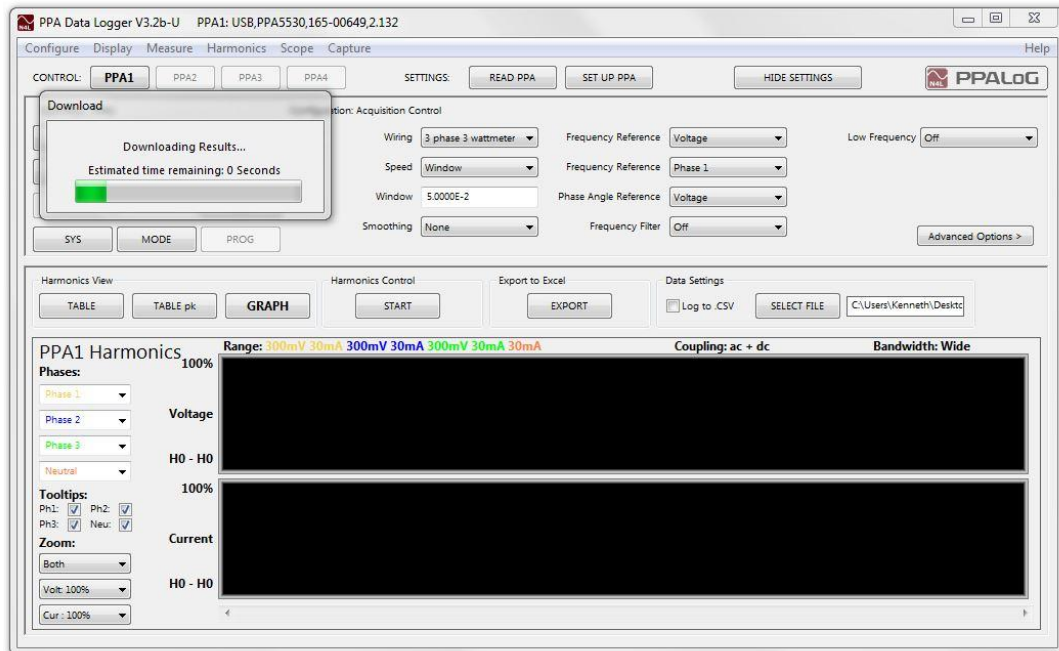 PPA Data Logger V3.2b-U PPA1: USB,PPA5530,165-00649,2.132
Configure Display Measure Harmonics Scope Capture Help
CONTROL: PPA1 PPA2 PPA3 PPA4 SETTINGS: READ PPA SET UP PPA HIDE SETTINGS N4L PPALoG
Download
Downloading Results...
Estimated time remaining: 0 Seconds
Acquisition Control
Wiring 3 phase 3 wattmeter Frequency Reference Voltage Low Frequency Off
Speed Window Frequency Reference Phase 1
Window 5.0000E-2 Phase Angle Reference Voltage
Smoothing None Frequency Filter Off
SYS MODE PROG Advanced Options >
Harmonics View Harmonics Control Export to Excel Data Settings
TABLE TABLE pk GRAPH START EXPORT Log to .CSV SELECT FILE C:\Users\Kenneth\Desktc
PPA1 Harmonics Range: 300mV 30mA 300mV 30mA 300mV 30mA 30mA Coupling: ac + dc Bandwidth: Wide
Phases: 100%
Phase 1
Phase 2 Voltage
Phase 3
H0 - H0
Neutral
Tooltips: 100%
Ph1: Ph2:
Ph3: Neu:
Zoom: Current
Both
Volt: 100% H0 - H0
Cur : 100%